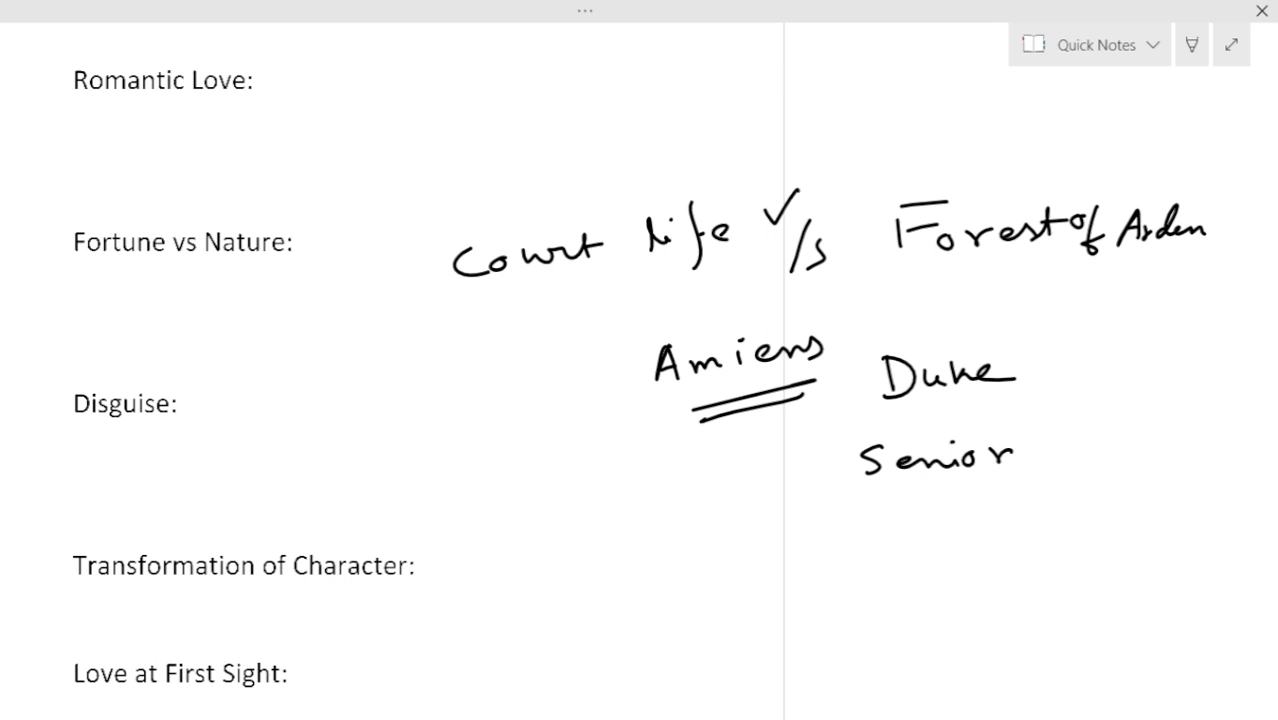 Quick Notes
Romantic Love:
Fortune vs Nature:
Court life v/s Forest of Arden
Amiens Duke
Senior
Disguise:
Transformation of Character:
Love at First Sight: